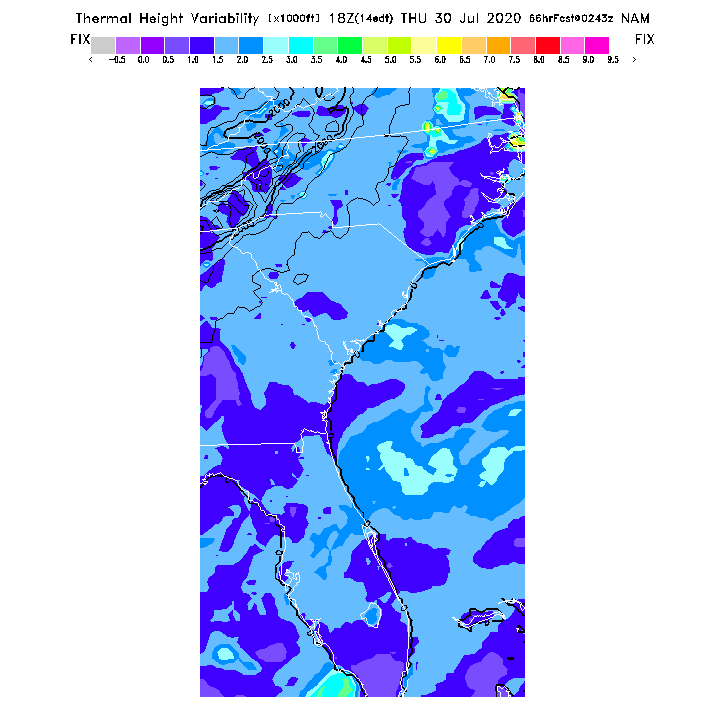 Thermal Height Variability [x1000ft] 18Z(14edt) THU 30 Jul 2020 66hrFcst@0243z NAM
FIX FIX
< -0.5 0.0 0.5 1.0 1.5 2.0 2.5 3.0 3.5 4.0 4.5 5.0 5.5 6.0 6.5 7.0 7.5 8.0 8.5 9.0 9.5 >
2000